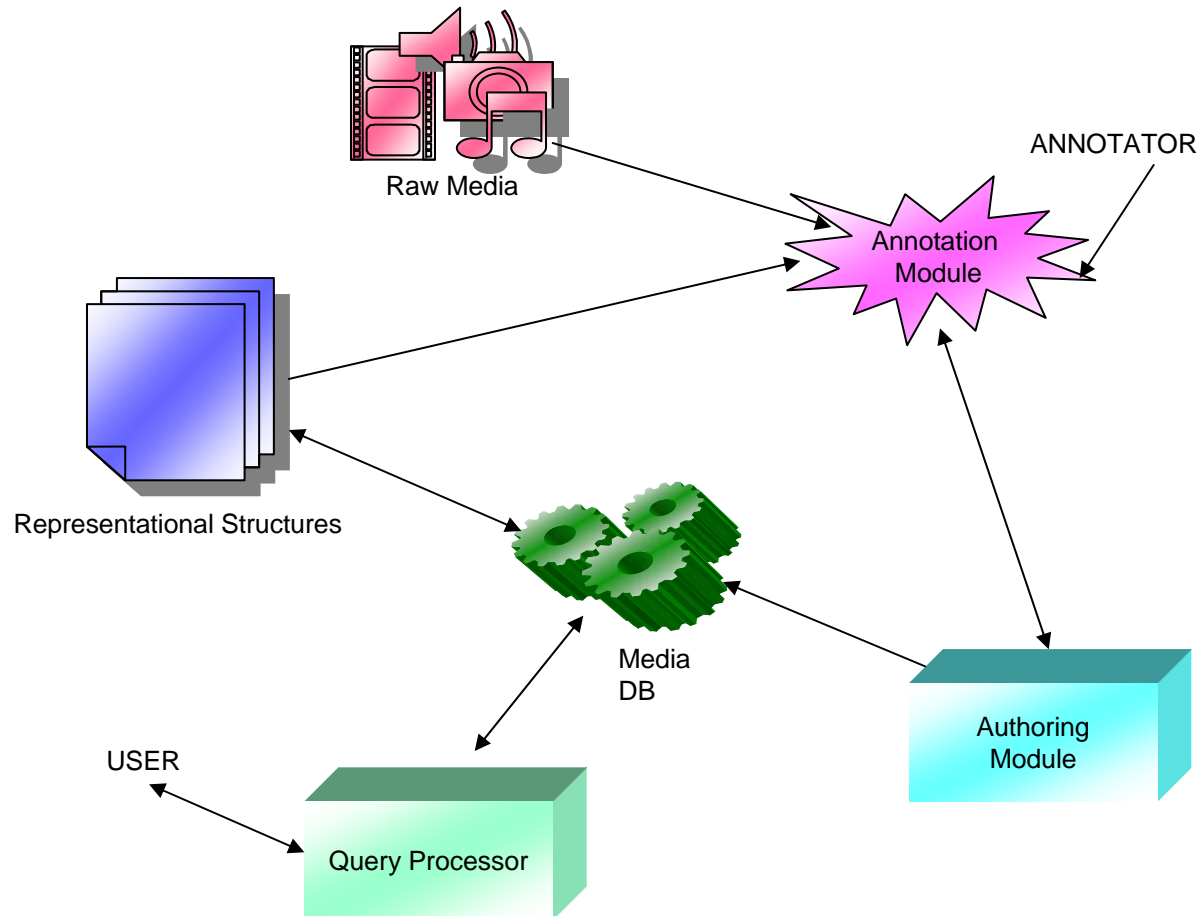 Raw Media
ANNOTATOR
Annotation
Module
Representational Structures
Media
DB
Authoring
Module
USER
Query Processor